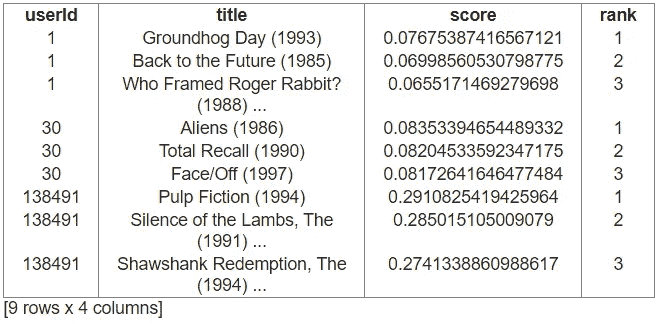 userId title score rank
1 Groundhog Day (1993) 0.07675387416567121 1
1 Back to the Future (1985) 0.06998560530798775 2
1 Who Framed Roger Rabbit? 0.0655171469279698 3
(1988) ...
30 Aliens (1986) 0.08353394654489332 1
30 Total Recall (1990) 0.08204533592347175 2
30 Face/Off (1997) 0.08172641646477484 3
138491 Pulp Fiction (1994) 0.2910825419425964 1
138491 Silence of the Lambs, The 0.285015105009079 2
(1991) ...
138491 Shawshank Redemption, The 0.2741338860988617 3
(1994) ...
[9 rows x 4 columns]